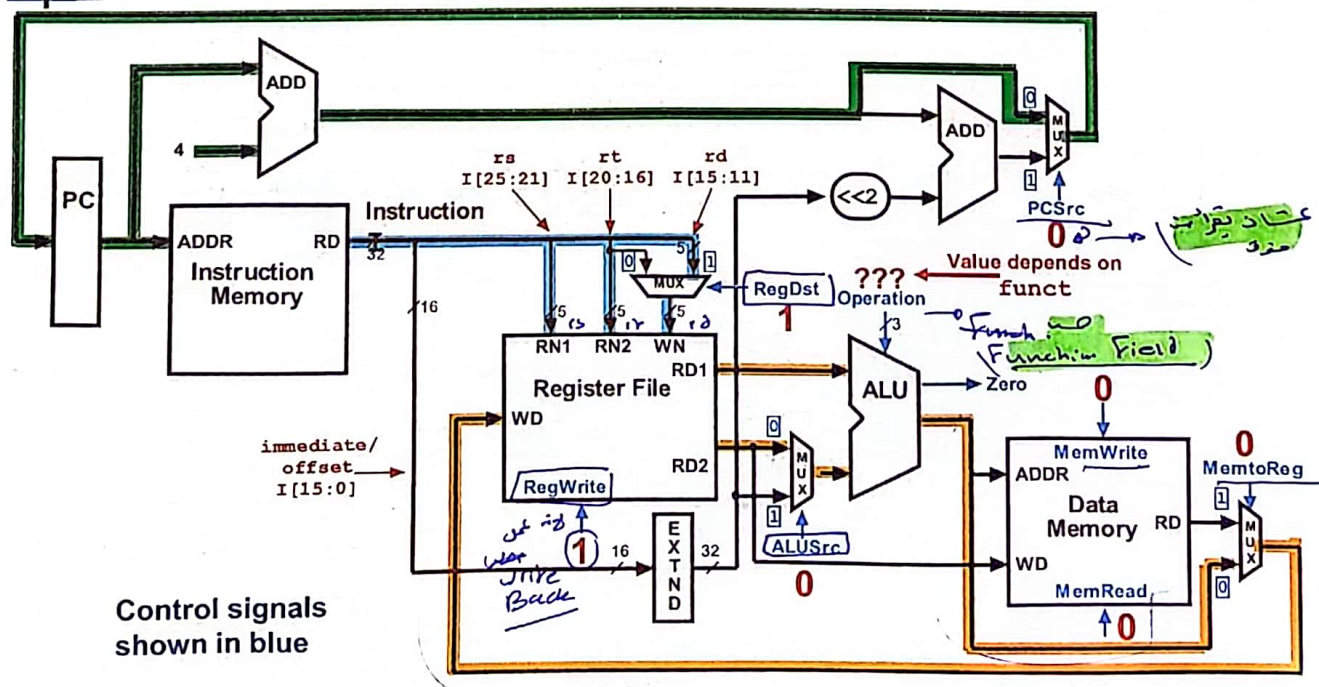 ADD
4
PC
ADDR
RD
Instruction
Memory
Instruction
32
16
rs
I[25:21]
rt
I[20:16]
rd
I[15:11]
5
0
1
MUX
RegDst
1
5
5
5
rs
rd
RN1
RN2
WN
RD1
Register File
WD
RD2
RegWrite
1
Back
immediate/
offset
I[15:0]
16
EXTND
32
<<2
ADD
0
MUX
1
PCSrc
0
Value depends on
funct
???
Operation
3
Field)
ALU
Zero
0
MUX
1
ALUSrc
0
0
MemWrite
ADDR
Data
Memory
RD
WD
MemRead
0
0
MemtoReg
1
MUX
0
Control signals
shown in blue